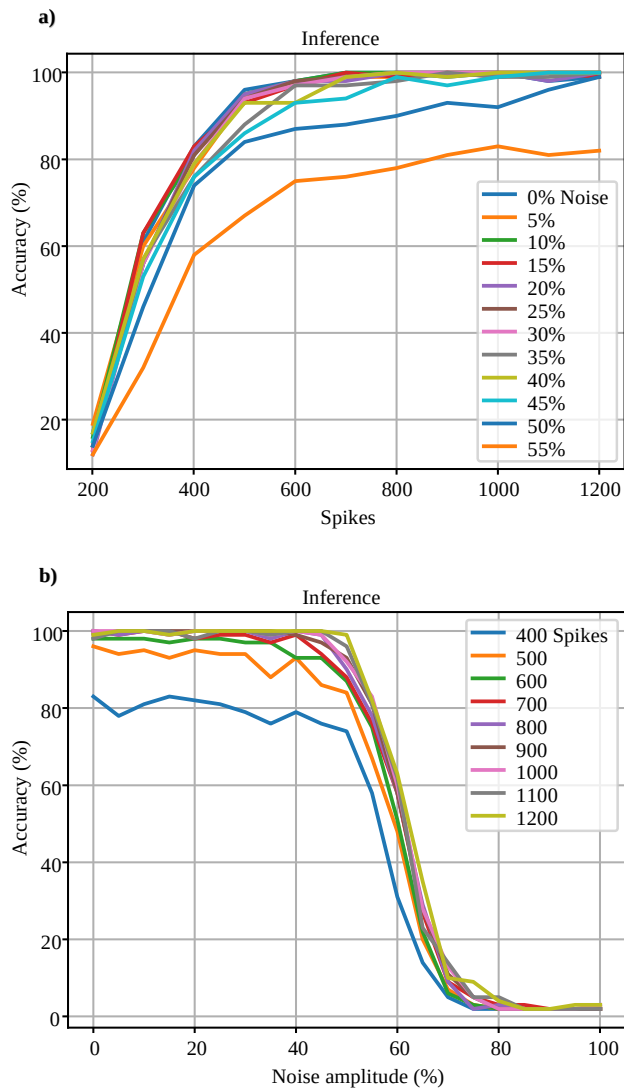 a)
Inference
100
80
60
40
20
Accuracy (%)
0% Noise
5%
10%
15%
20%
25%
30%
35%
40%
45%
50%
55%
200 400 600 800 1000 1200
Spikes
b)
Inference
100
80
60
40
20
0
Accuracy (%)
400 Spikes
500
600
700
800
900
1000
1100
1200
0 20 40 60 80 100
Noise amplitude (%)